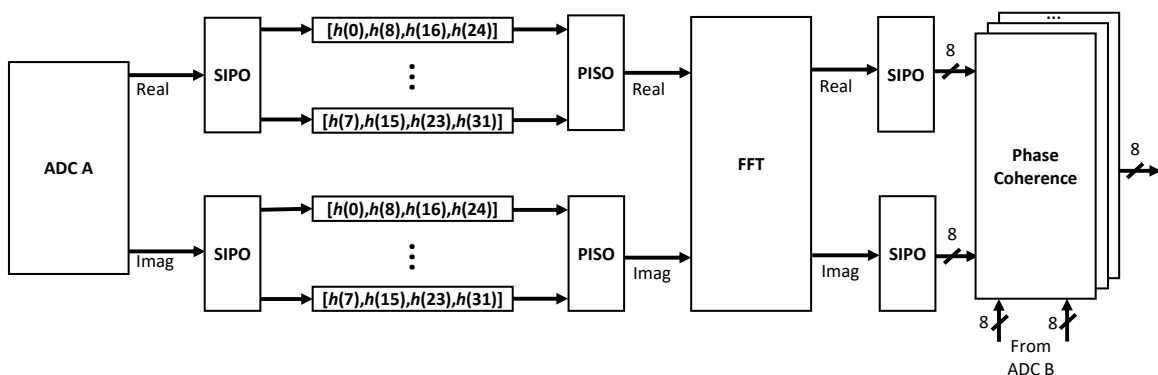 ADC A
Real
Imag
SIPO
SIPO
[h(0),h(8),h(16),h(24)]
[h(7),h(15),h(23),h(31)]
[h(0),h(8),h(16),h(24)]
[h(7),h(15),h(23),h(31)]
PISO
PISO
Real
Imag
FFT
Real
Imag
SIPO
SIPO
8
8
...
Phase
Coherence
8
8
8
From
ADC B